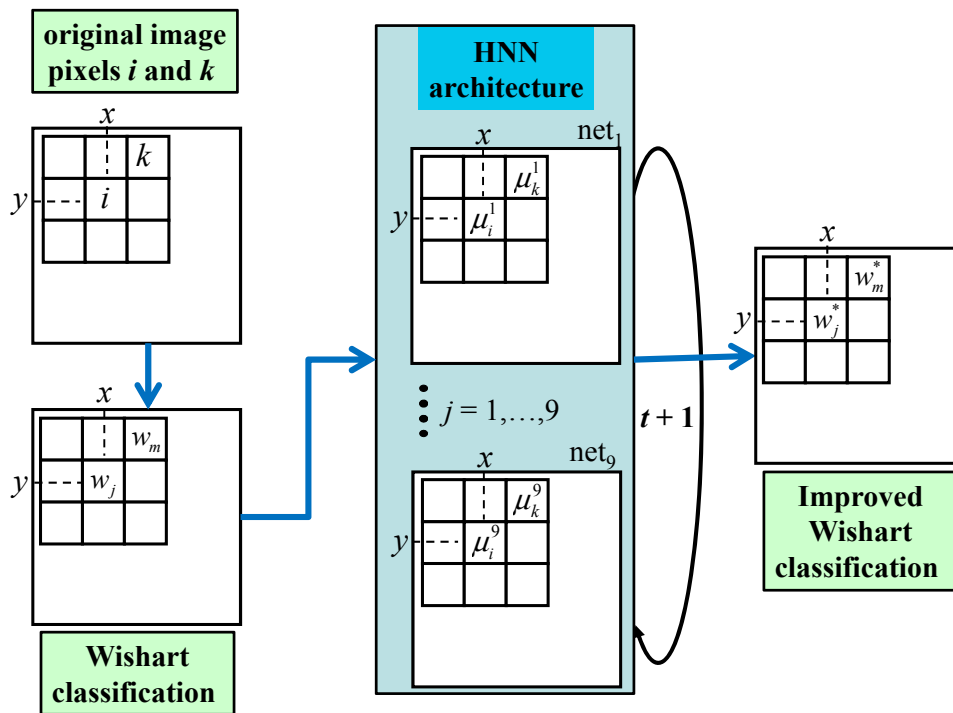 original image
pixels i and k
x
k
y
i
x
w_m
y
w_j
Wishart
classification
HNN
architecture
net_1
x
μ_k^1
y
μ_i^1
j = 1,...,9
net_9
x
μ_k^9
y
μ_i^9
t + 1
x
w_m^*
y
w_j^*
Improved
Wishart
classification